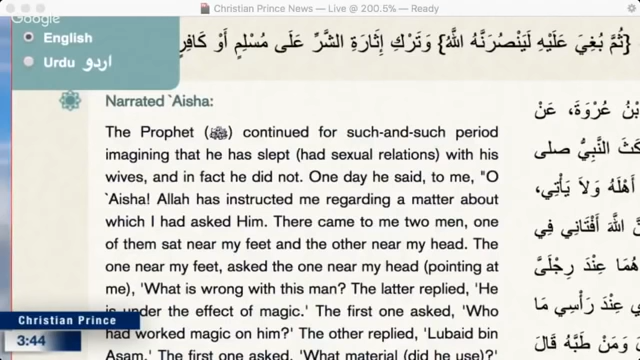 Christian Prince News — Live @ 200.5% — Ready
Google
English
Urdu اردو
{ثُمَّ بُغِيَ عَلَيْهِ لَيَنْصُرَنَّهُ اللَّهُ} وَتَرْكِ إِثَارَةِ الشَّرِّ عَلَى مُسْلِمٍ أَوْ كَافِرٍ
Narrated `Aisha:
The Prophet (ﷺ) continued for such-and-such period
imagining that he has slept (had sexual relations) with his
wives, and in fact he did not. One day he said, to me, "O
`Aisha! Allah has instructed me regarding a matter about
which I had asked Him. There came to me two men, one
of them sat near my feet and the other near my head. The
one near my feet, asked the one near my head (pointing at
me), 'What is wrong with this man? The latter replied, 'He
is under the effect of magic.' The first one asked, 'Who
had worked magic on him?' The other replied, 'Lubaid bin
Asam.' The first one asked, 'What material (did he use)?'
بْنُ عُرْوَةَ، عَنْ
النَّبِيُّ صلى
أَهْلَهُ وَلاَ يَأْتِي،
اللَّهَ أَفْتَانِي فِي
هُمَا عِنْدَ رِجْلَىَّ
عِنْدَ رَأْسِي مَا
وَمَنْ طَبَّهُ قَالَ
Christian Prince
3:44